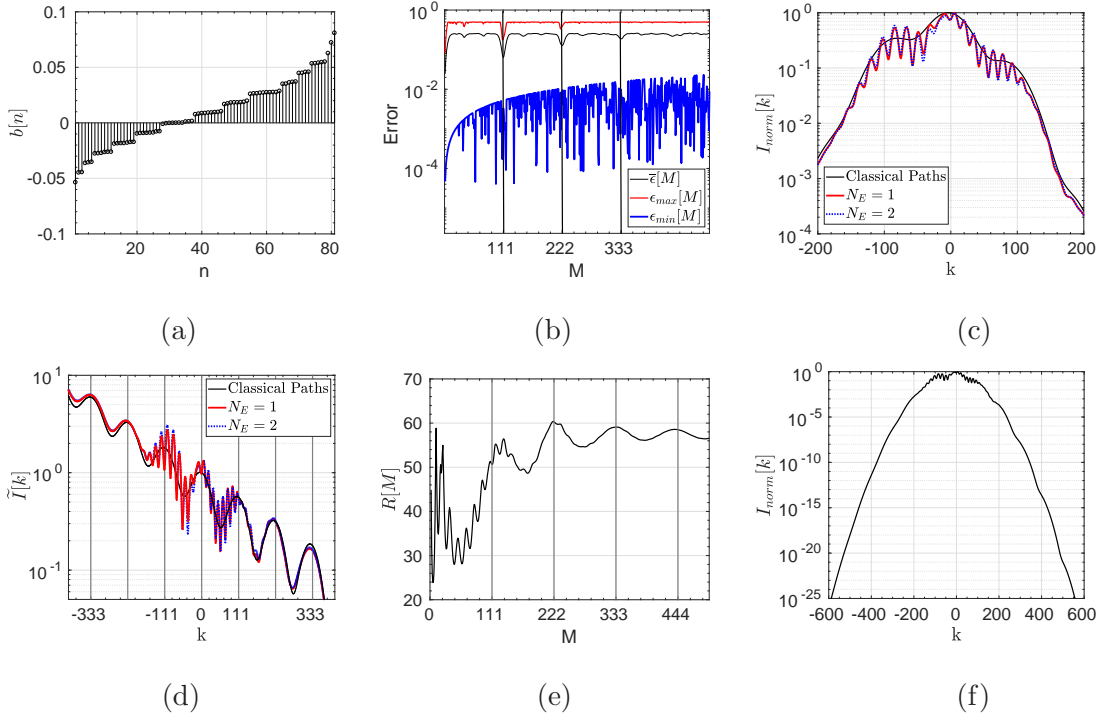 0.1
0.05
0
-0.05
-0.1
b[n]
20 40 60 80
n
(a)
10^0
10^-2
10^-4
Error
ϵ̅[M]
ϵ_max[M]
ϵ_min[M]
111 222 333
M
(b)
10^0
10^-1
10^-2
10^-3
10^-4
I_norm[k]
Classical Paths
N_E = 1
N_E = 2
-200 -100 0 100 200
k
(c)
10^1
10^0
10^-1
Ĩ[k]
Classical Paths
N_E = 1
N_E = 2
-333 -111 0 111 333
k
(d)
70
60
50
40
30
20
R[M]
0 111 222 333 444
M
(e)
10^0
10^-5
10^-10
10^-15
10^-20
10^-25
I_norm[k]
-600 -400 -200 0 200 400 600
k
(f)